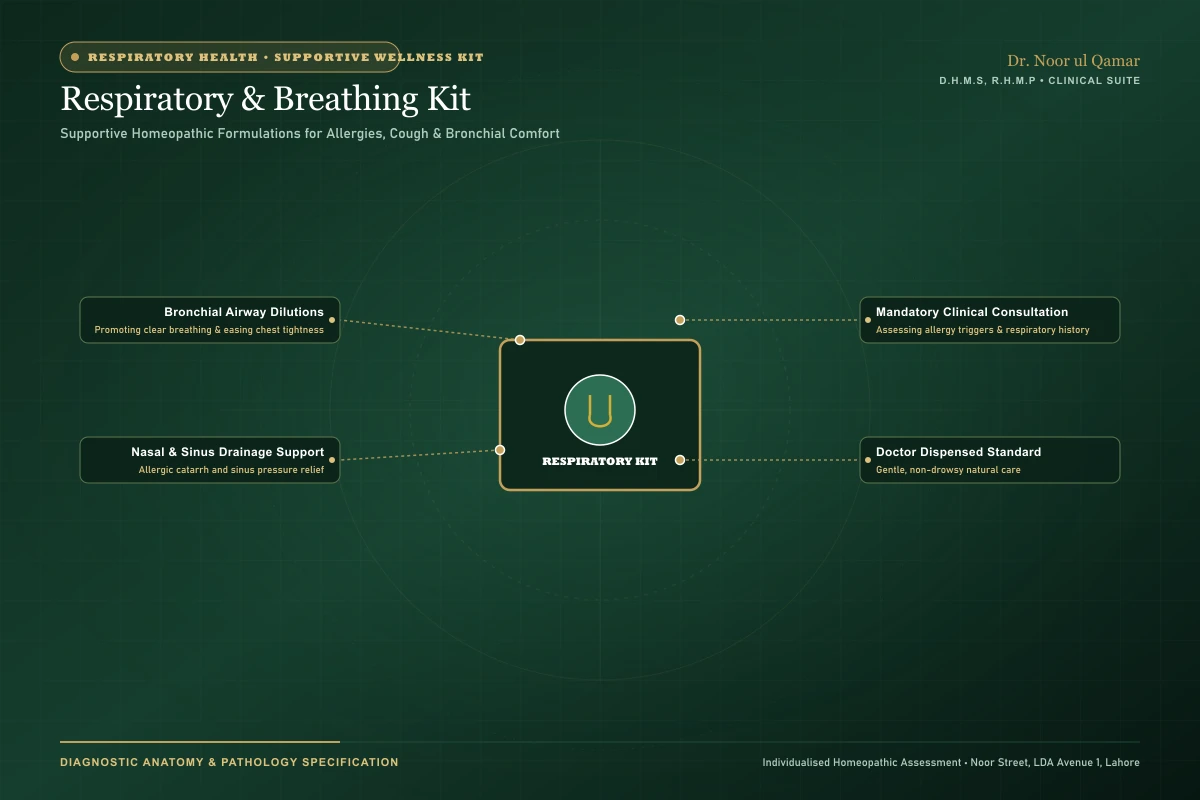 RESPIRATORY HEALTH • SUPPORTIVE WELLNESS KIT
Respiratory & Breathing Kit
Supportive Homeopathic Formulations for Allergies, Cough & Bronchial Comfort
Dr. Noor ul Qamar
D.H.M.S, R.H.M.P • CLINICAL SUITE
Bronchial Airway Dilutions
Promoting clear breathing & easing chest tightness
Nasal & Sinus Drainage Support
Allergic catarrh and sinus pressure relief
RESPIRATORY KIT
Mandatory Clinical Consultation
Assessing allergy triggers & respiratory history
Doctor Dispensed Standard
Gentle, non-drowsy natural care
DIAGNOSTIC ANATOMY & PATHOLOGY SPECIFICATION
Individualised Homeopathic Assessment • Noor Street, LDA Avenue 1, Lahore